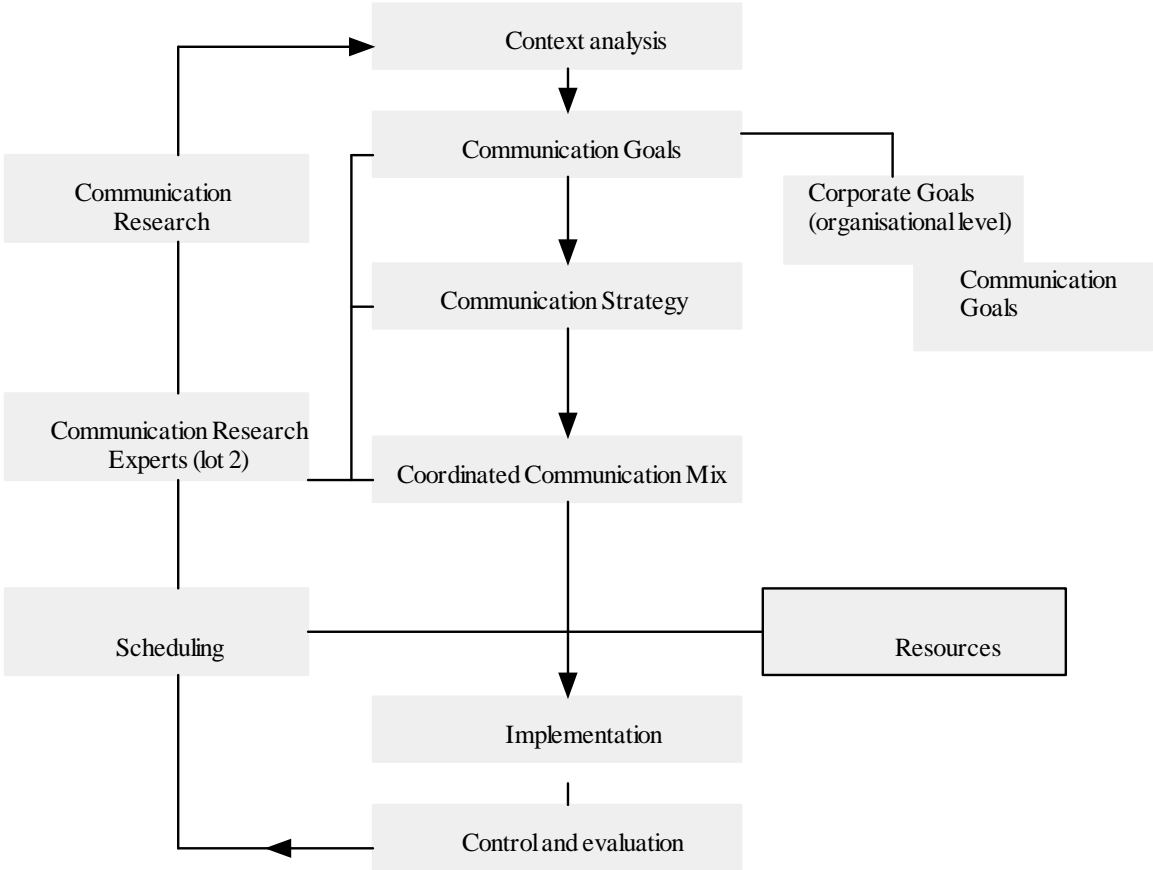 Context analysis
Communication Goals
Communication
Research
Corporate Goals
(organisational level)
Communication
Goals
Communication Strategy
Communication Research
Experts (lot 2)
Coordinated Communication Mix
Scheduling
Resources
Implementation
Control and evaluation